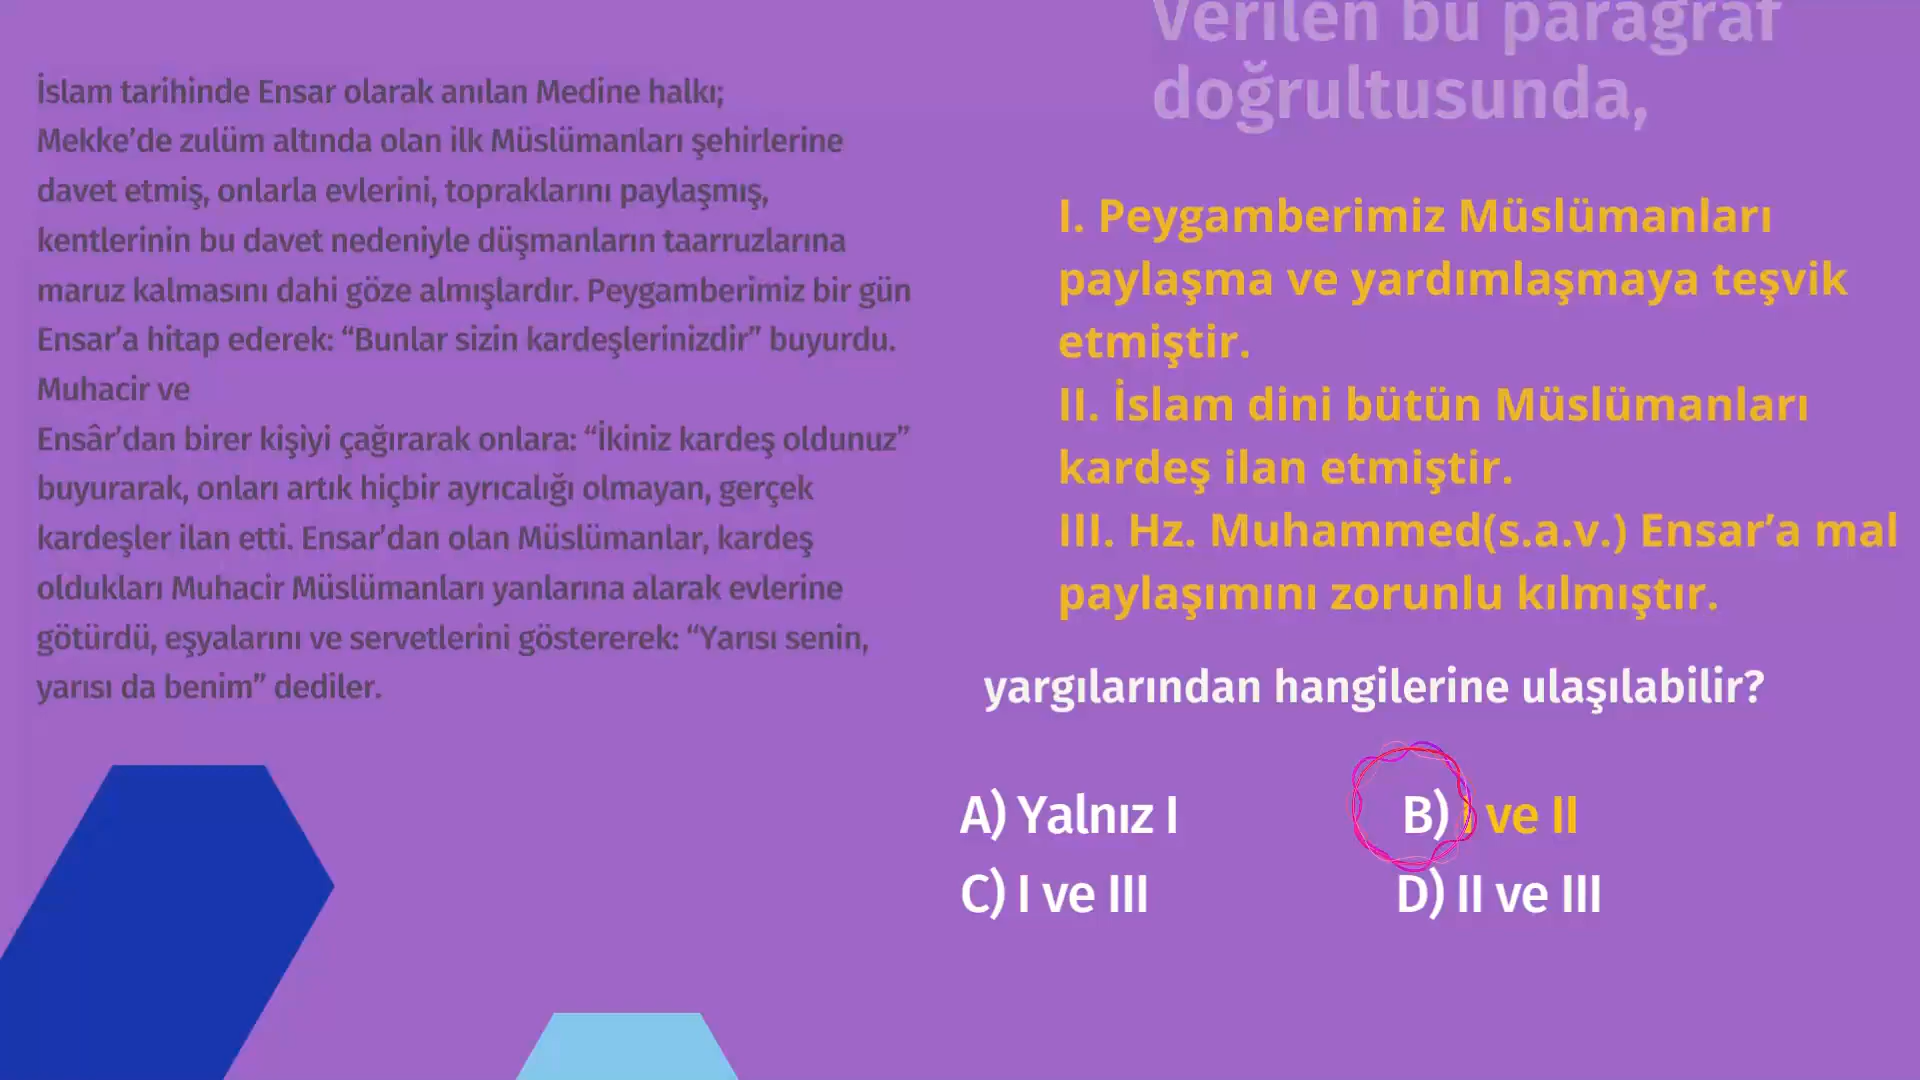 İslam tarihinde Ensar olarak anılan Medine halkı;
Mekke’de zulüm altında olan ilk Müslümanları şehirlerine
davet etmiş, onlarla evlerini, topraklarını paylaşmış,
kentlerinin bu davet nedeniyle düşmanların taarruzlarına
maruz kalmasını dahi göze almışlardır. Peygamberimiz bir gün
Ensar’a hitap ederek: “Bunlar sizin kardeşlerinizdir” buyurdu.
Muhacir ve
Ensâr’dan birer kişiyi çağırarak onlara: “İkiniz kardeş oldunuz”
buyurarak, onları artık hiçbir ayrıcalığı olmayan, gerçek
kardeşler ilan etti. Ensar’dan olan Müslümanlar, kardeş
oldukları Muhacir Müslümanları yanlarına alarak evlerine
götürdü, eşyalarını ve servetlerini göstererek: “Yarısı senin,
yarısı da benim” dediler.
Verilen bu paragraf
doğrultusunda,
I. Peygamberimiz Müslümanları
paylaşma ve yardımlaşmaya teşvik
etmiştir.
II. İslam dini bütün Müslümanları
kardeş ilan etmiştir.
III. Hz. Muhammed(s.a.v.) Ensar’a mal
paylaşımını zorunlu kılmıştır.
yargılarından hangilerine ulaşılabilir?
A) Yalnız I
B) I ve II
C) I ve III
D) II ve III